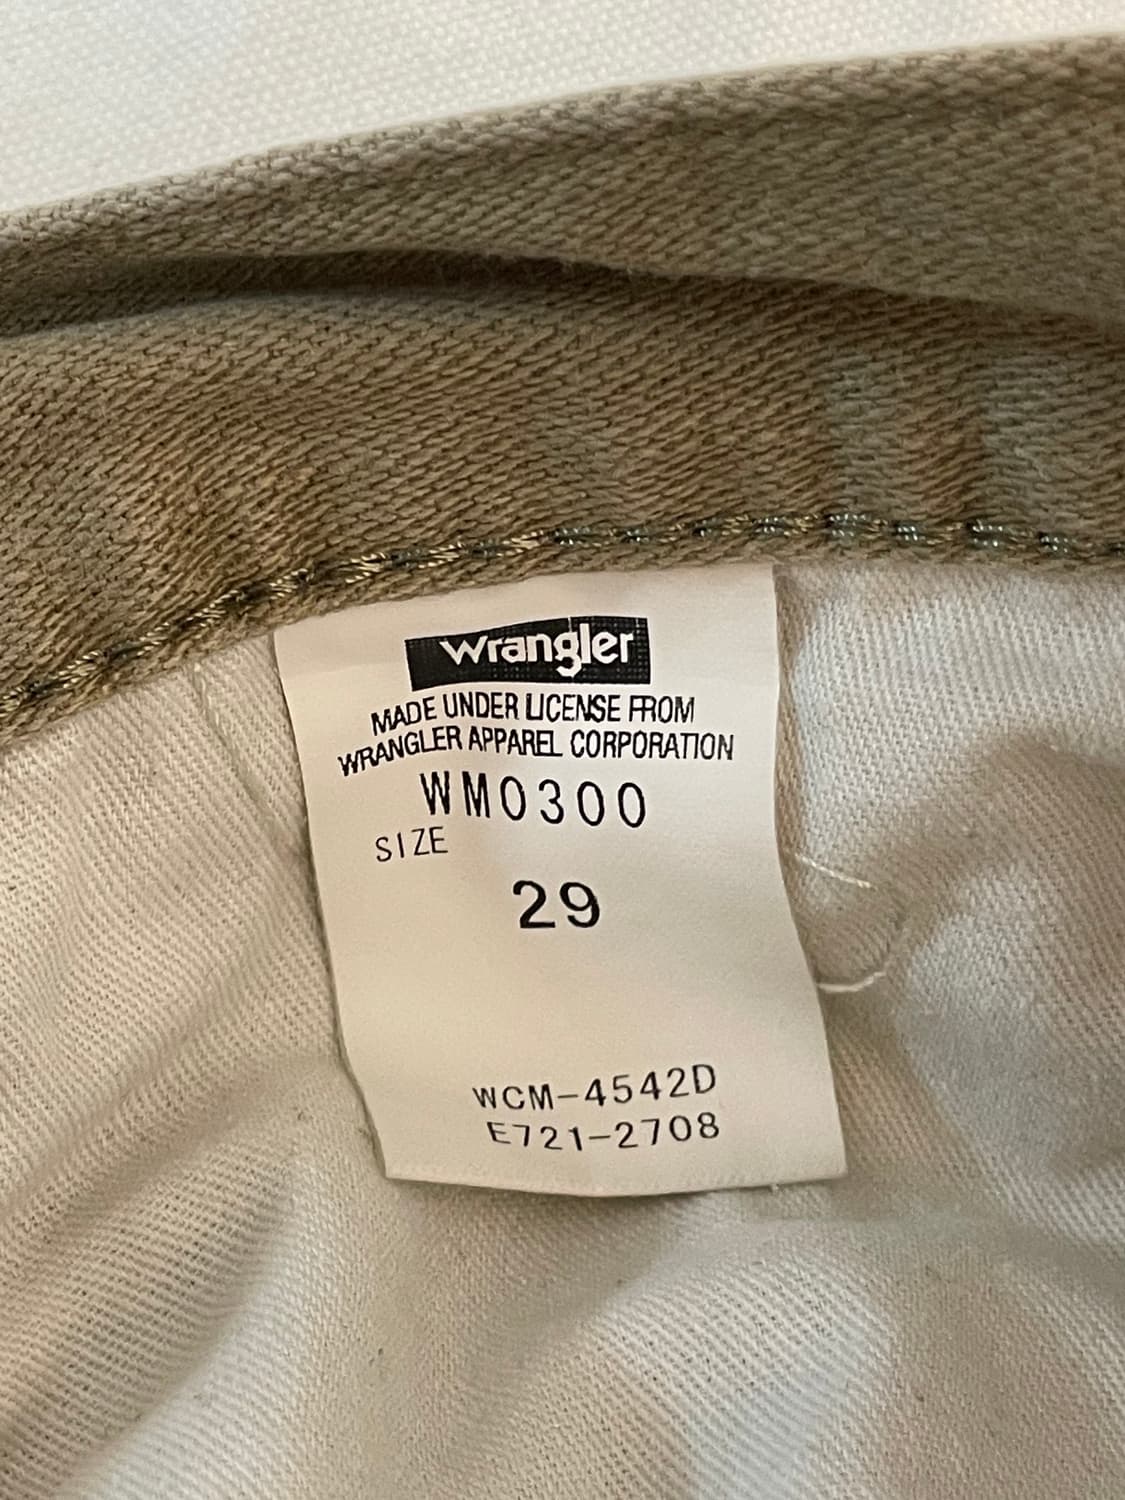 Wrangler
MADE UNDER LICENSE FROM
WRANGLER APPAREL CORPORATION
WM0300
SIZE
29
WCM-4542D
E721-2708